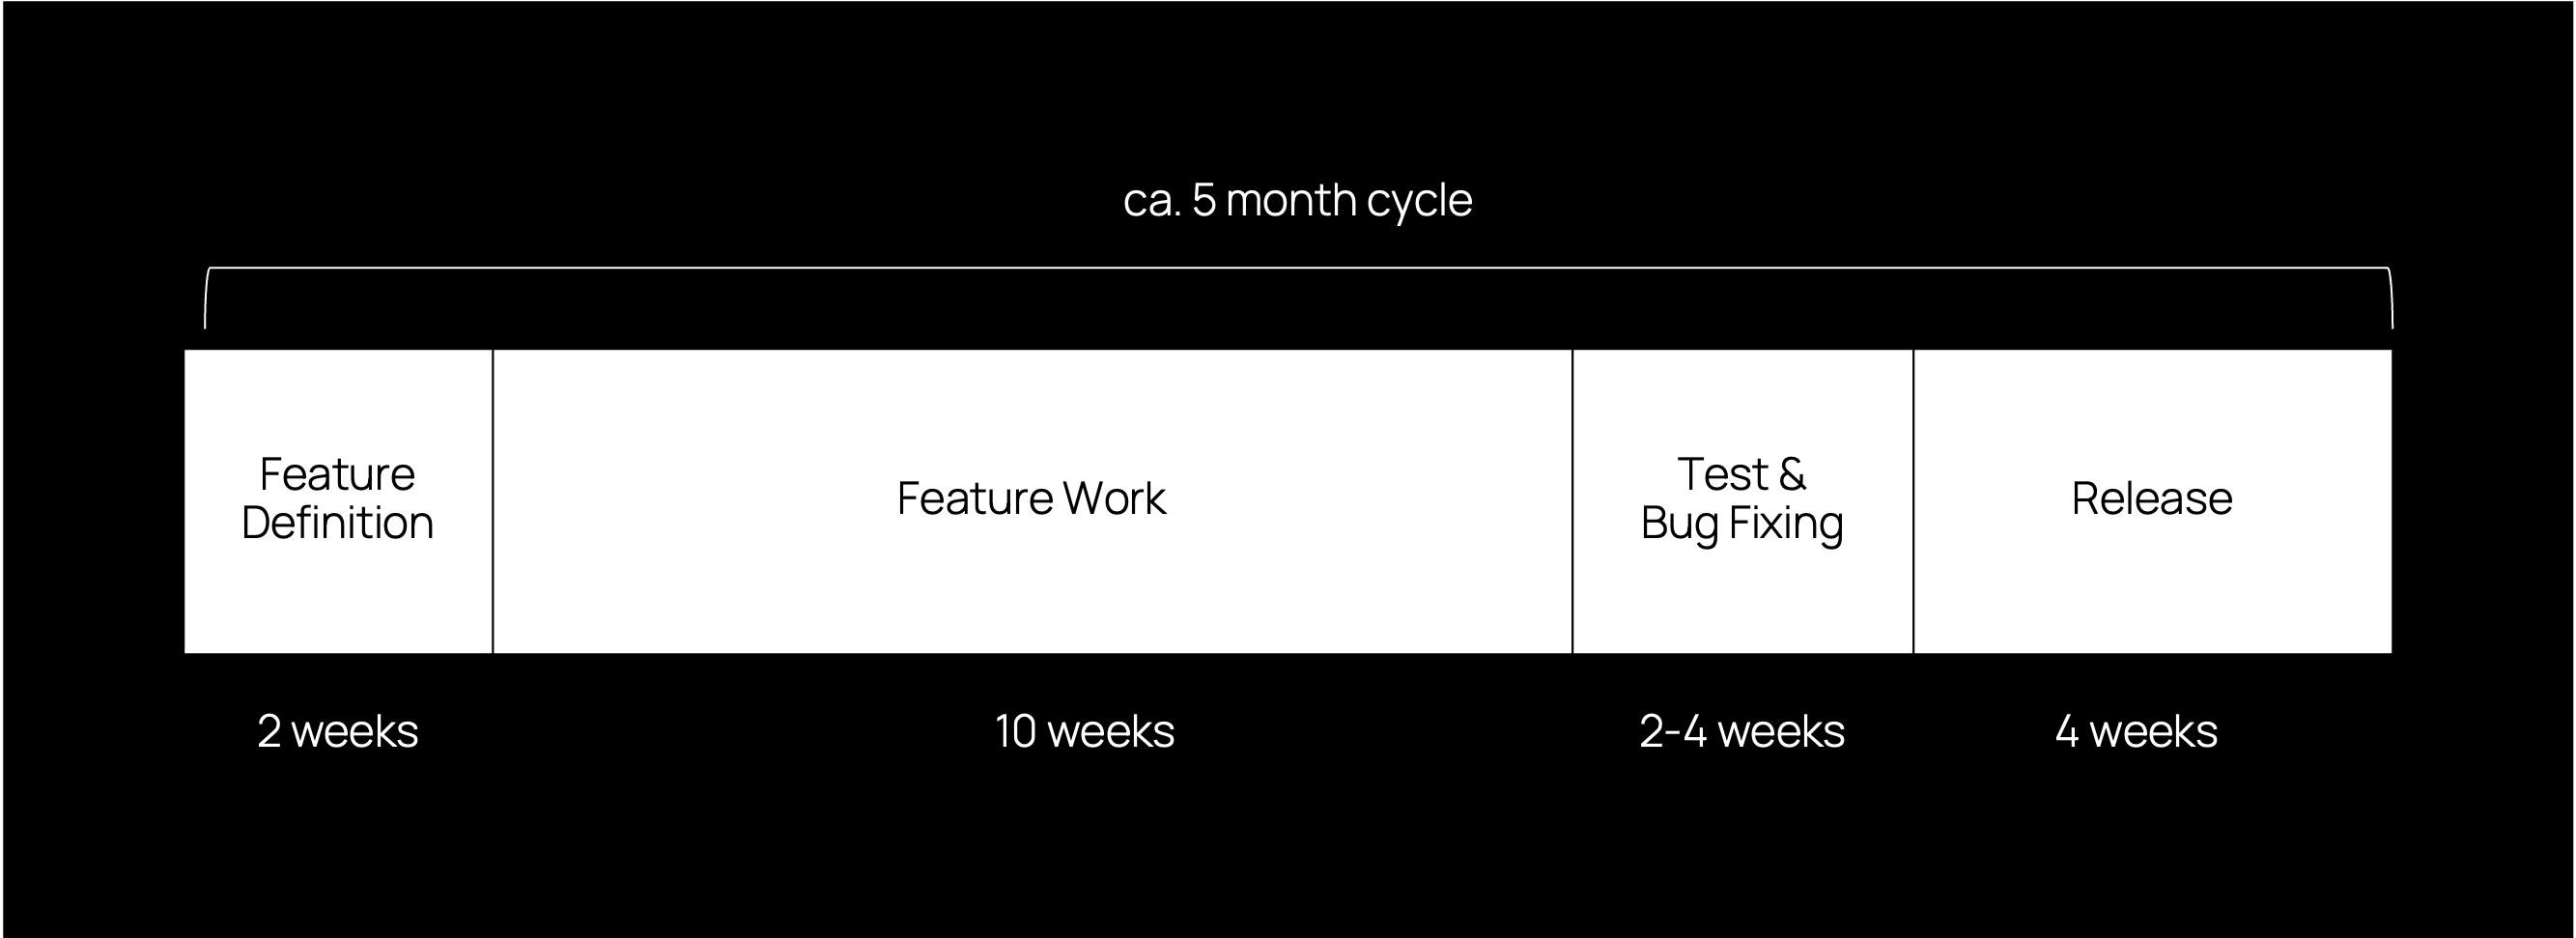 ca. 5 month cycle
Feature
Definition
Feature Work
Test &
Bug Fixing
Release
2 weeks
10 weeks
2-4 weeks
4 weeks